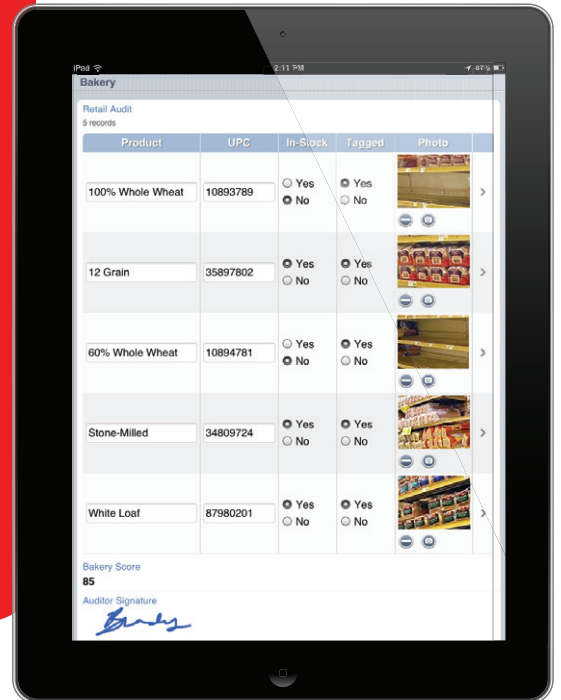 iPad 2:11 PM 47%
Bakery
Retail Audit
5 records
Product UPC In-Stock Tagged Photo
100% Whole Wheat 10893789 Yes Yes
No No
12 Grain 35897802 Yes Yes
No No
60% Whole Wheat 10894781 Yes Yes
No No
Stone-Milled 34809724 Yes Yes
No No
White Loaf 87980201 Yes Yes
No No
Bakery Score
85
Auditor Signature
Brady